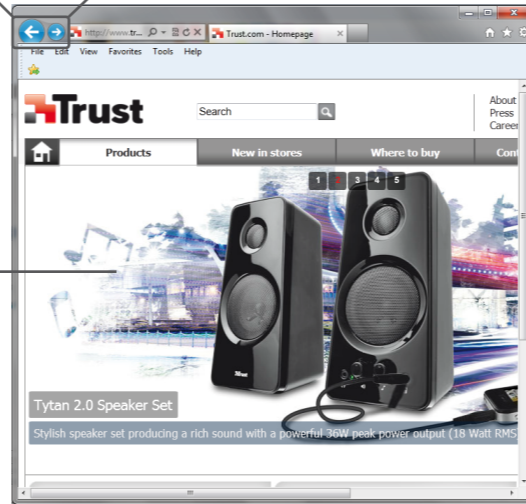 http://www.tr...
Trust.com - Homepage
File Edit View Favorites Tools Help
Trust
Search
About
Press
Career
Products New in stores Where to buy Cont
1 2 3 4 5
Trust
Tytan 2.0 Speaker Set
Stylish speaker set producing a rich sound with a powerful 36W peak power output (18 Watt RMS